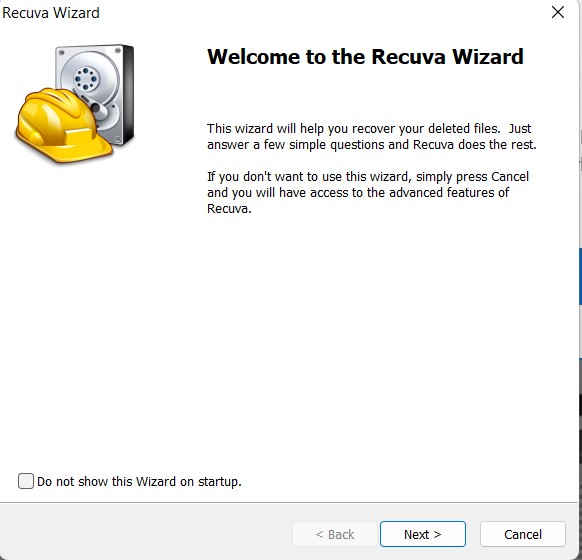 Recuva Wizard
Welcome to the Recuva Wizard
This wizard will help you recover your deleted files.  Just
answer a few simple questions and Recuva does the rest.
If you don't want to use this wizard, simply press Cancel
and you will have access to the advanced features of
Recuva.
Do not show this Wizard on startup.
< Back
Next >
Cancel